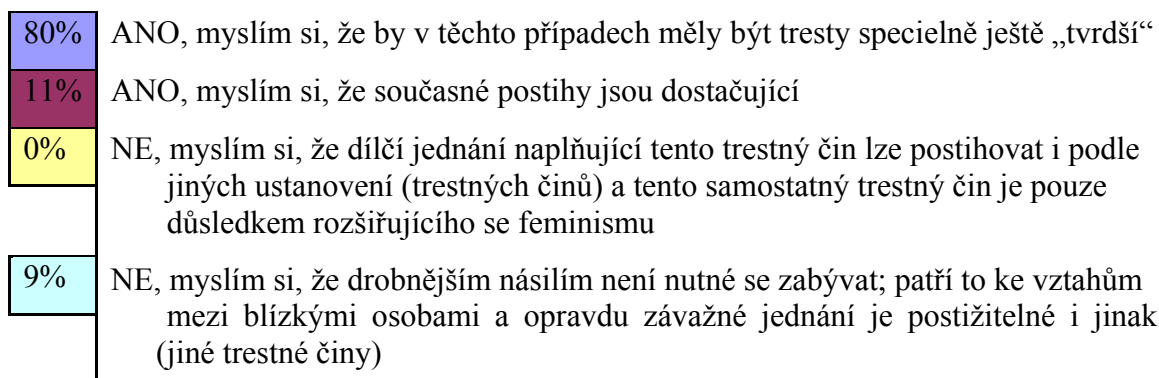 80% ANO, myslím si, že by v těchto případech měly být tresty specielně ještě „tvrdší“
11% ANO, myslím si, že současné postihy jsou dostačující
0% NE, myslím si, že dílčí jednání naplňující tento trestný čin lze postihovat i podle
jiných ustanovení (trestných činů) a tento samostatný trestný čin je pouze
důsledkem rozšiřujícího se feminismu
9% NE, myslím si, že drobnějším násilím není nutné se zabývat; patří to ke vztahům
mezi blízkými osobami a opravdu závažné jednání je postižitelné i jinak
(jiné trestné činy)